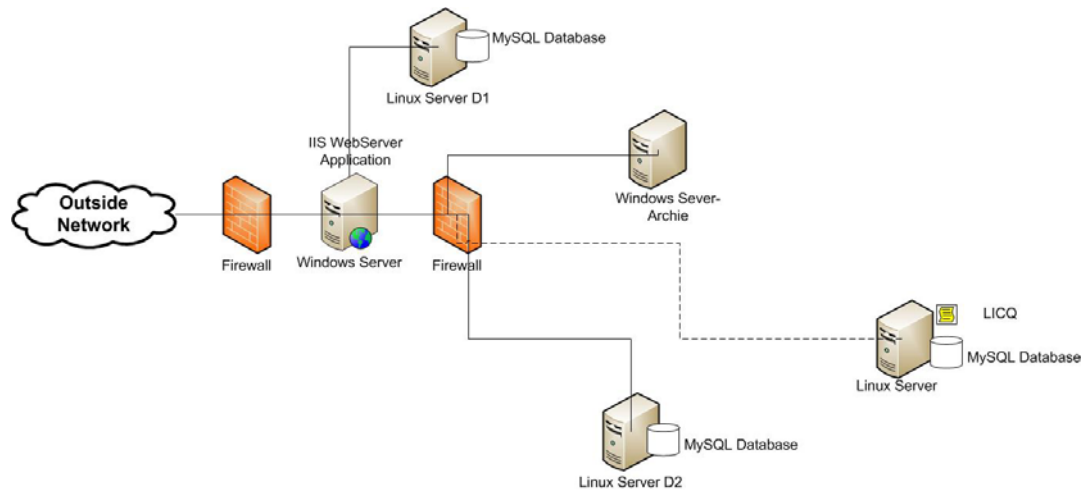 MySQL Database
Linux Server D1
IIS WebServer
Application
Outside
Network
Firewall
Windows Server
Firewall
Windows Sever-
Archie
LICQ
MySQL Database
Linux Server
MySQL Database
Linux Server D2